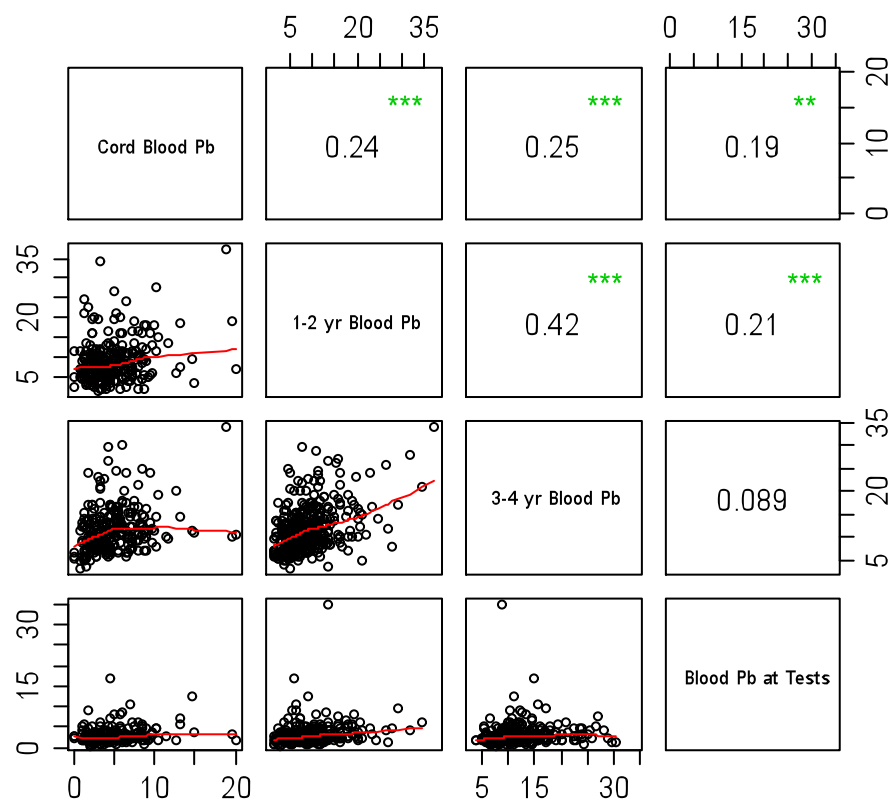 5 20 35 0 15 30
*** *** **
Cord Blood Pb 0.24 0.25 0.19
0 10 20
*** ***
1-2 yr Blood Pb 0.42 0.21
5 20 35
3-4 yr Blood Pb 0.089
5 20 35
Blood Pb at Tests
0 15 30
0 5 10 20 5 15 30